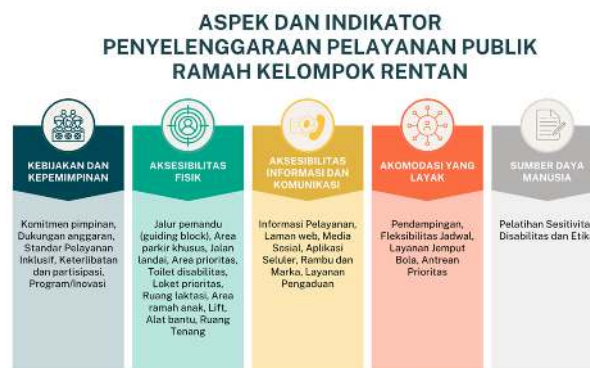 ASPEK DAN INDIKATOR
PENYELENGGARAAN PELAYANAN PUBLIK
RAMAH KELOMPOK RENTAN
KEBIJAKAN DAN
KEPEMIMPINAN
Komitmen pimpinan,
Dukungan anggaran,
Standar Pelayanan
Inklusif, Keterlibatan
dan partisipasi,
Program/Inovasi
AKSESIBILITAS
FISIK
Jalur pemandu
(guiding block), Area
parkir khusus, Jalan
landai, Area prioritas,
Toilet disabilitas,
Loket prioritas,
Ruang laktasi, Area
ramah anak, Lift,
Alat bantu, Ruang
Tenang
AKSESIBILITAS
INFORMASI DAN
KOMUNIKASI
Informasi Pelayanan,
Laman web, Media
Sosial, Aplikasi
Seluler, Rambu dan
Marka, Layanan
Pengaduan
AKOMODASI YANG
LAYAK
Pendampingan,
Fleksibilitas Jadwal,
Layanan Jemput
Bola, Antrean
Prioritas
SUMBER DAYA
MANUSIA
Pelatihan Sesitivitas
Disabilitas dan Etika